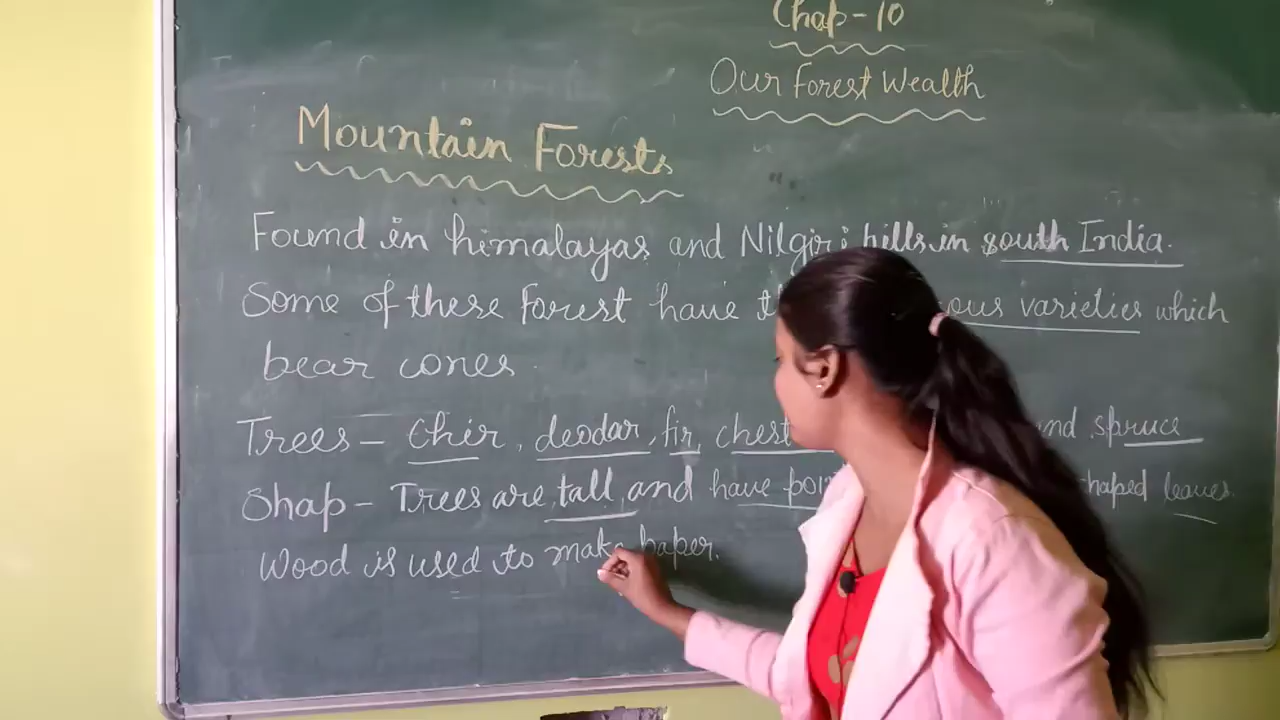 Chap-10
Our Forest Wealth
Mountain Forests
Found in himalayas and Nilgiri hills in south India.
Some of these Forest have varieties which
bear cones.
Trees - Chir, deodar, fir, and spruce
Shap - Trees are tall and have leaves.
Wood is used to make paper.